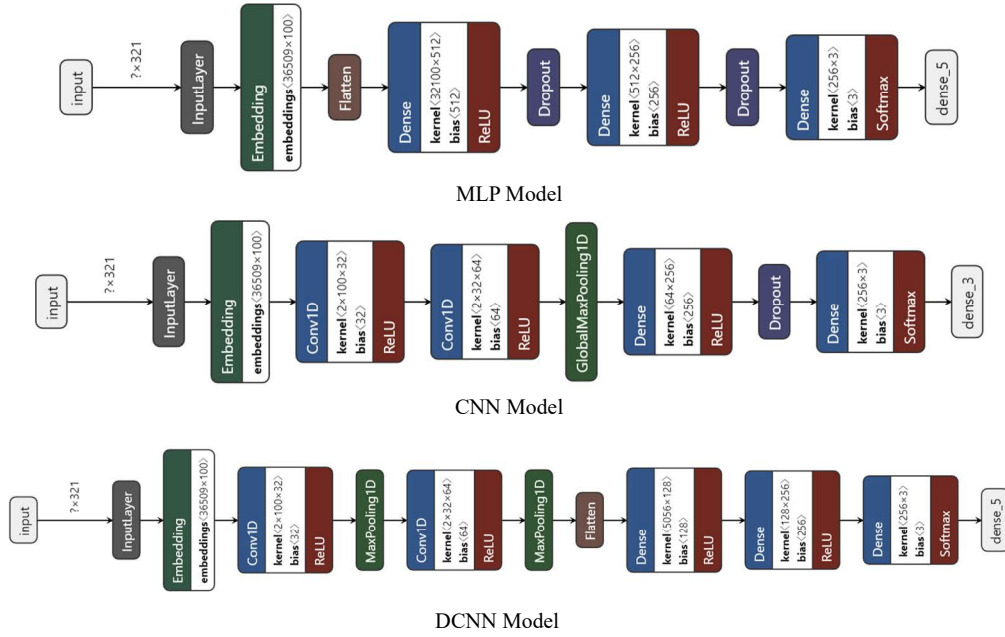 input
?×321
InputLayer
Embedding
embeddings⟨36509×100⟩
Flatten
Dense
kernel⟨32100×512⟩
bias⟨512⟩
ReLU
Dropout
Dense
kernel⟨512×256⟩
bias⟨256⟩
ReLU
Dropout
Dense
kernel⟨256×3⟩
bias⟨3⟩
Softmax
dense_5
MLP Model
input
?×321
InputLayer
Embedding
embeddings⟨36509×100⟩
Conv1D
kernel⟨2×100×32⟩
bias⟨32⟩
ReLU
Conv1D
kernel⟨2×32×64⟩
bias⟨64⟩
ReLU
GlobalMaxPooling1D
Dense
kernel⟨64×256⟩
bias⟨256⟩
ReLU
Dropout
Dense
kernel⟨256×3⟩
bias⟨3⟩
Softmax
dense_3
CNN Model
input
?×321
InputLayer
Embedding
embeddings⟨36509×100⟩
Conv1D
kernel⟨2×100×32⟩
bias⟨32⟩
ReLU
MaxPooling1D
Conv1D
kernel⟨2×32×64⟩
bias⟨64⟩
ReLU
MaxPooling1D
Flatten
Dense
kernel⟨5056×128⟩
bias⟨128⟩
ReLU
Dense
kernel⟨128×256⟩
bias⟨256⟩
ReLU
Dense
kernel⟨256×3⟩
bias⟨3⟩
Softmax
dense_5
DCNN Model